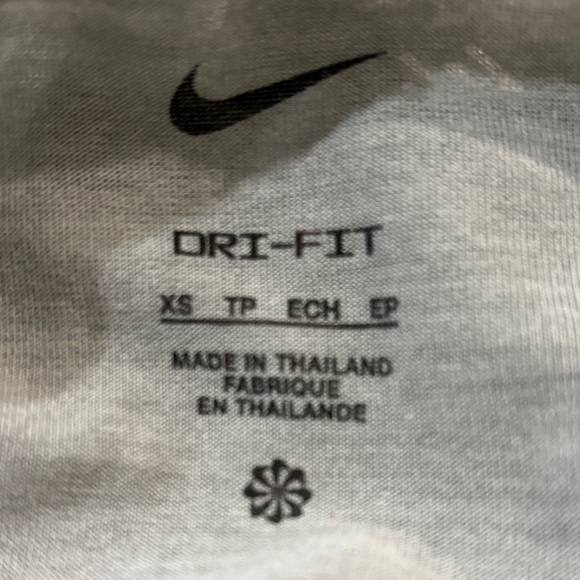 DRI-FIT
XS TP ECH EP
MADE IN THAILAND
FABRIQUE
EN THAILANDE